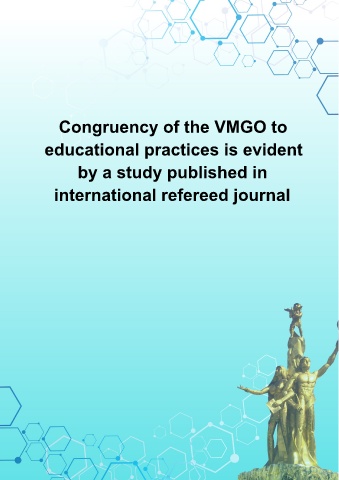 Congruency of the VMGO to
educational practices is evident
by a study published in
international refereed journal